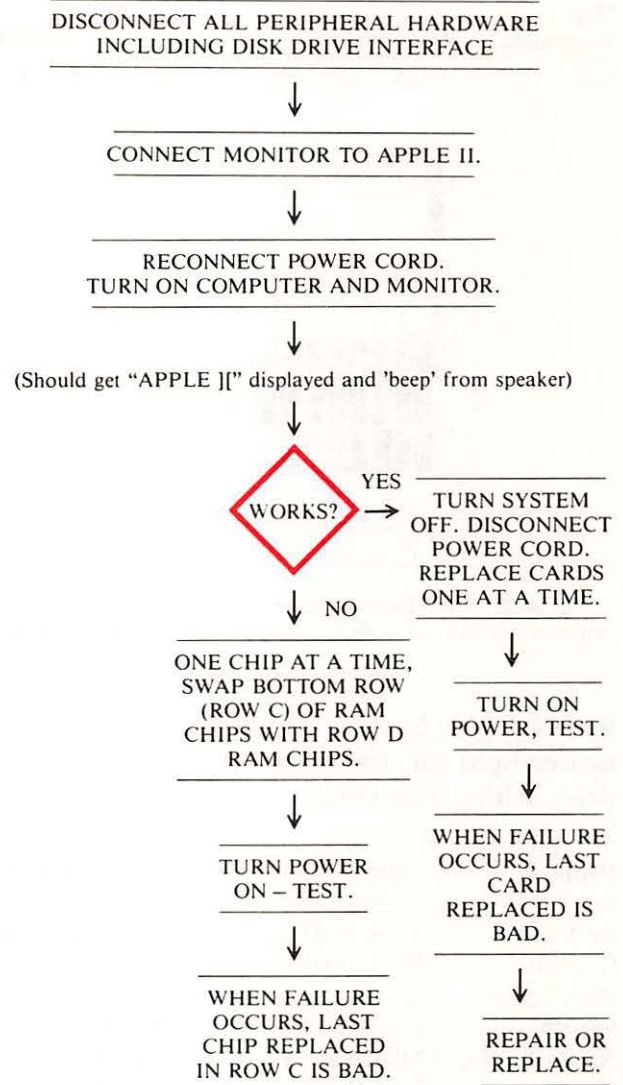 DISCONNECT ALL PERIPHERAL HARDWARE
INCLUDING DISK DRIVE INTERFACE
CONNECT MONITOR TO APPLE II.
RECONNECT POWER CORD.
TURN ON COMPUTER AND MONITOR.
(Should get “APPLE ][” displayed and 'beep' from speaker)
WORKS?
YES
TURN SYSTEM
OFF. DISCONNECT
POWER CORD.
REPLACE CARDS
ONE AT A TIME.
TURN ON
POWER, TEST.
WHEN FAILURE
OCCURS, LAST
CARD
REPLACED IS
BAD.
REPAIR OR
REPLACE.
NO
ONE CHIP AT A TIME,
SWAP BOTTOM ROW
(ROW C) OF RAM
CHIPS WITH ROW D
RAM CHIPS.
TURN POWER
ON – TEST.
WHEN FAILURE
OCCURS, LAST
CHIP REPLACED
IN ROW C IS BAD.